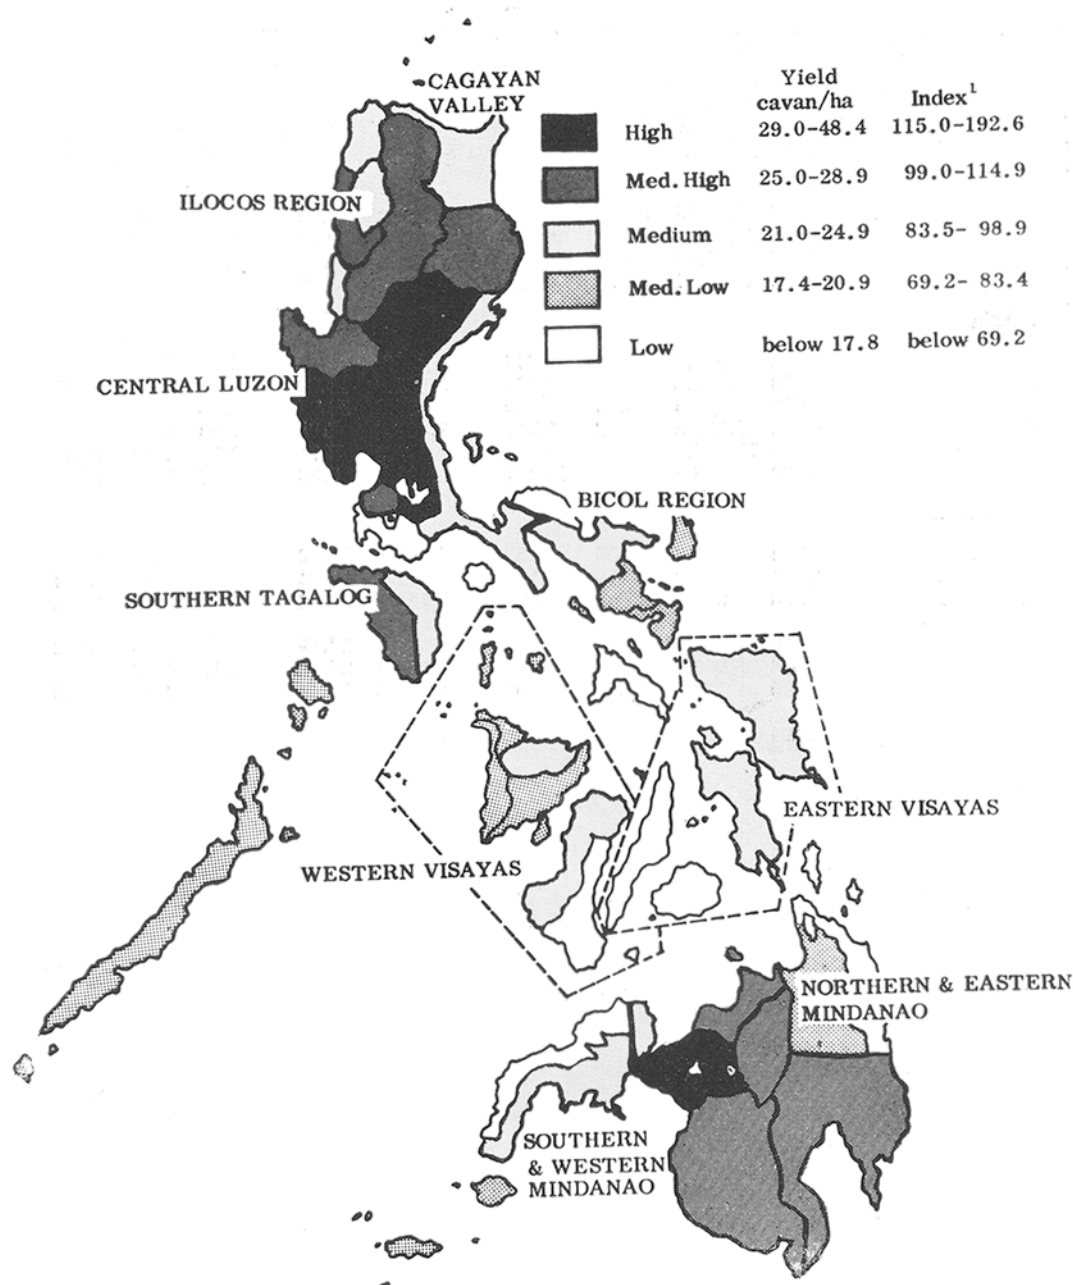 CAGAYAN
VALLEY
Yield
cavan/ha Index¹
High 29.0-48.4 115.0-192.6
Med. High 25.0-28.9 99.0-114.9
ILOCOS REGION
Medium 21.0-24.9 83.5- 98.9
Med. Low 17.4-20.9 69.2- 83.4
Low below 17.8 below 69.2
CENTRAL LUZON
BICOL REGION
SOUTHERN TAGALOG
EASTERN VISAYAS
WESTERN VISAYAS
NORTHERN & EASTERN
MINDANAO
SOUTHERN
& WESTERN
MINDANAO